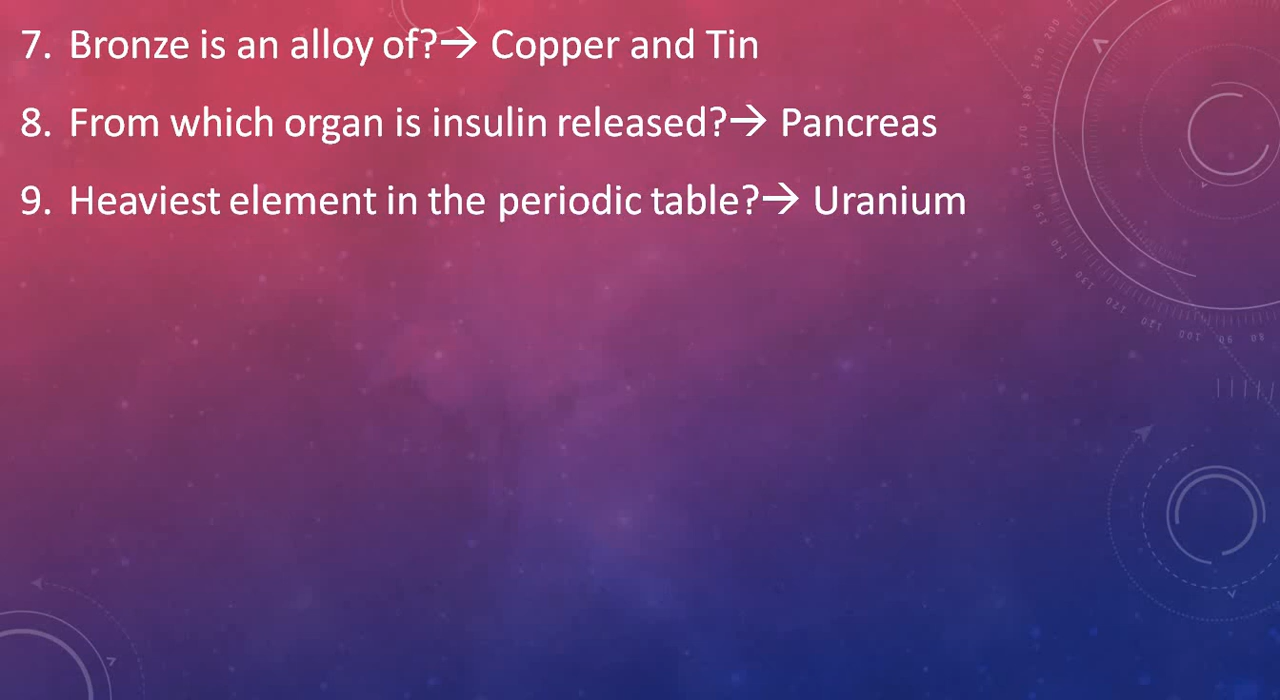 7. Bronze is an alloy of?→ Copper and Tin
8. From which organ is insulin released?→ Pancreas
9. Heaviest element in the periodic table?→ Uranium